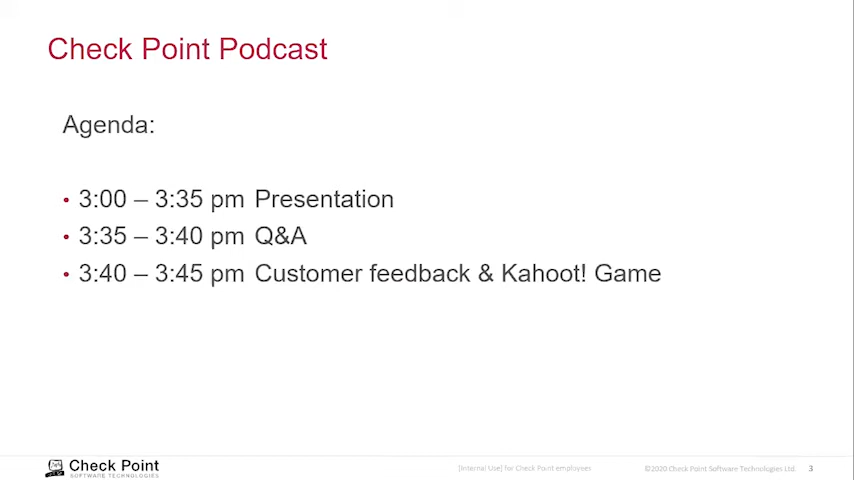 Check Point Podcast
Agenda:
• 3:00 – 3:35 pm Presentation
• 3:35 – 3:40 pm Q&A
• 3:40 – 3:45 pm Customer feedback & Kahoot! Game
Check Point
SOFTWARE TECHNOLOGIES
[Internal Use] for Check Point employees
©2020 Check Point Software Technologies Ltd.
3